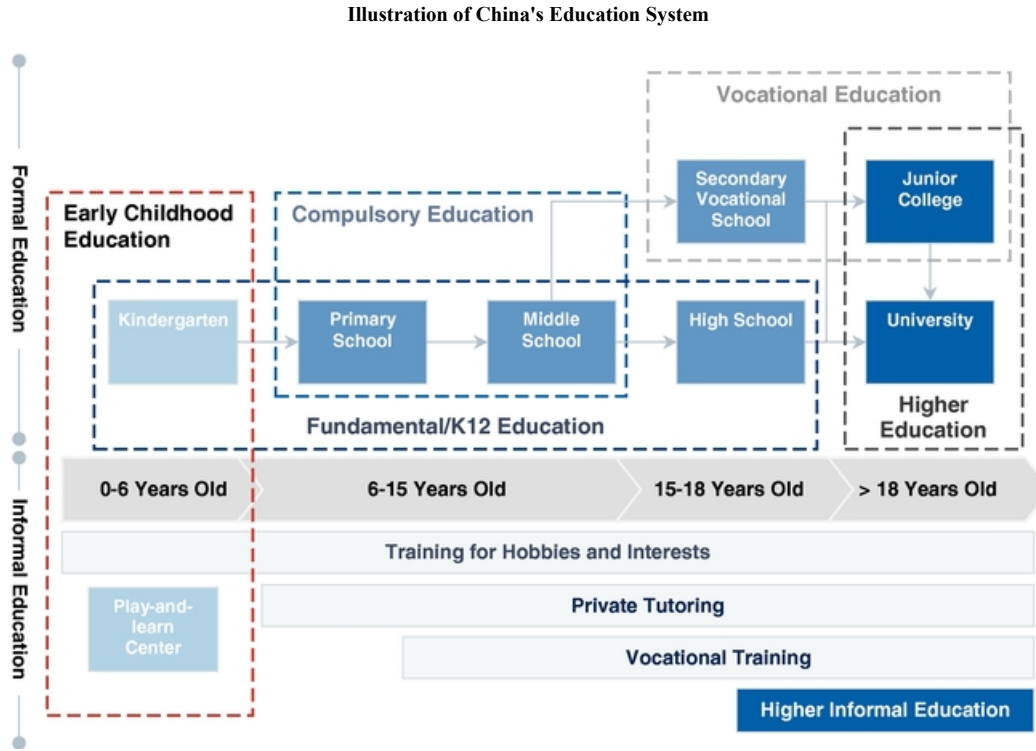 Illustration of China's Education System
Formal Education
Informal Education
Vocational Education
Secondary
Vocational
School
Junior
College
Early Childhood
Education
Compulsory Education
Kindergarten
Primary
School
Middle
School
High School
University
Fundamental/K12 Education
Higher
Education
0-6 Years Old
6-15 Years Old
15-18 Years Old
> 18 Years Old
Training for Hobbies and Interests
Play-and-
learn
Center
Private Tutoring
Vocational Training
Higher Informal Education